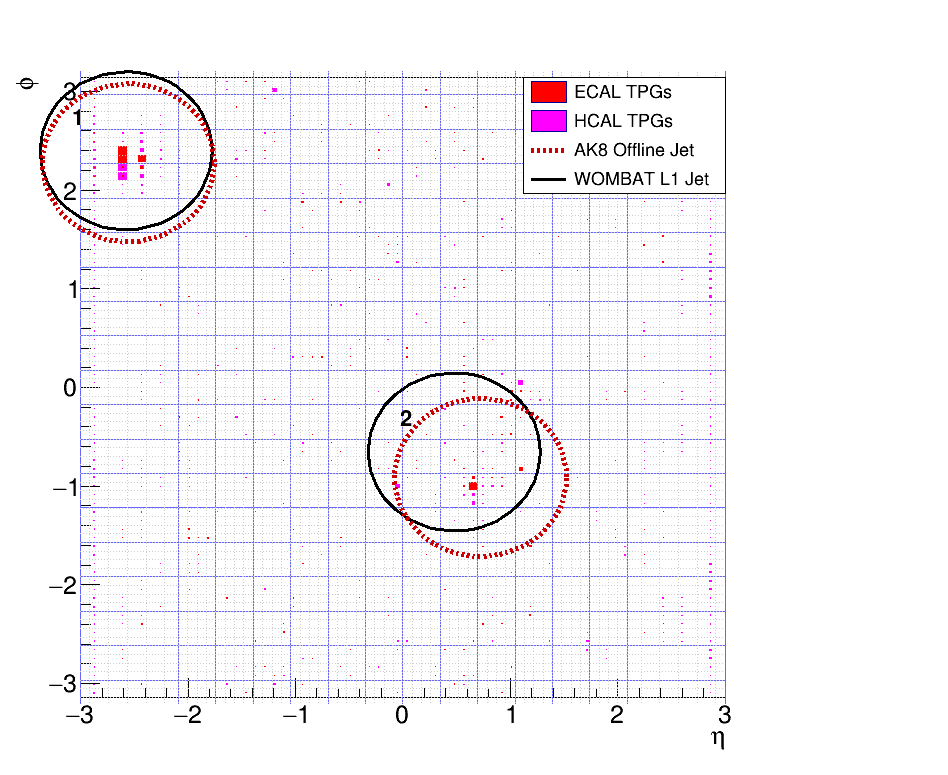 φ
ECAL TPGs
HCAL TPGs
AK8 Offline Jet
WOMBAT L1 Jet
3
1
2
1
0
2
−1
−2
−3
−3 −2 −1 0 1 2 3
η